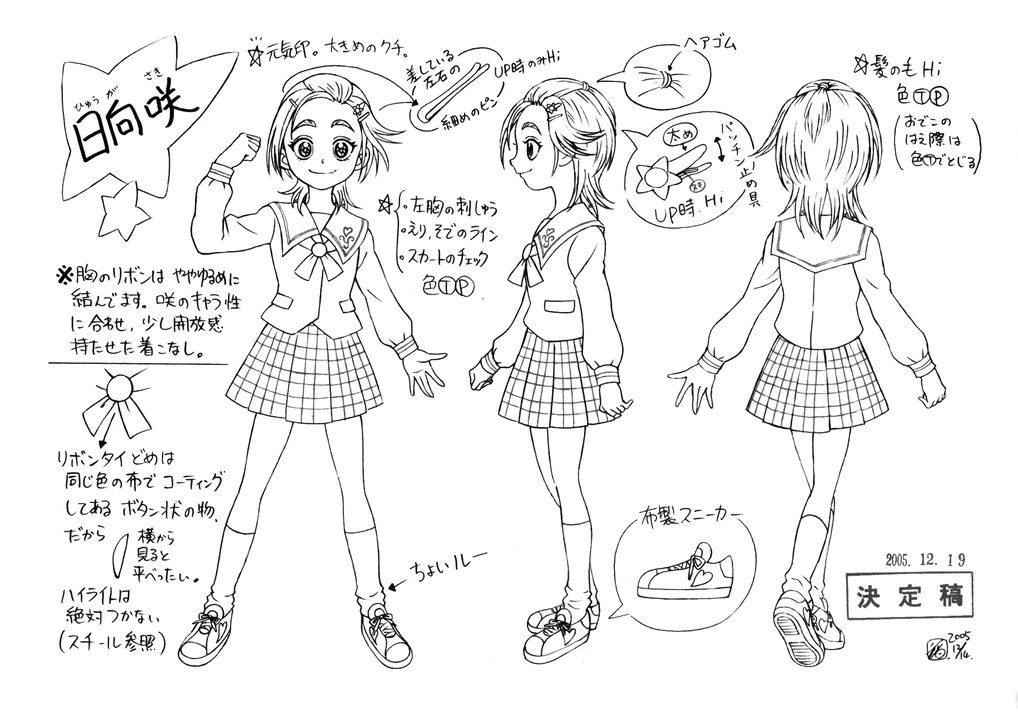 ひゅうが さき
日向咲
☆元気印。大きめのクチ。
差している
左右の
細めのピン
UP時のみHi
ヘアゴム
☆髪のもHi
色ⓉⓅ
(おでこの
はえ際は
色Ⓣでとじる)
太め
パッチン止め具
UP時.Hi
☆
・左胸の刺しゅう
・えり,そでのライン
・スカートのチェック
色ⓉⓅ
※胸のリボンは ややゆるめに
結んでます。咲のキャラ性
に合わせ,少し開放感
持たせた着こなし。
リボンタイどめは
同じ色の布でコーティング
してあるボタン状の物、
だから
横から
見ると
平べったい。
ハイライトは
絶対つかない
(スチール参照)
ちょいルー
布製スニーカー
2005.12.19
決定稿
2005
12/14.